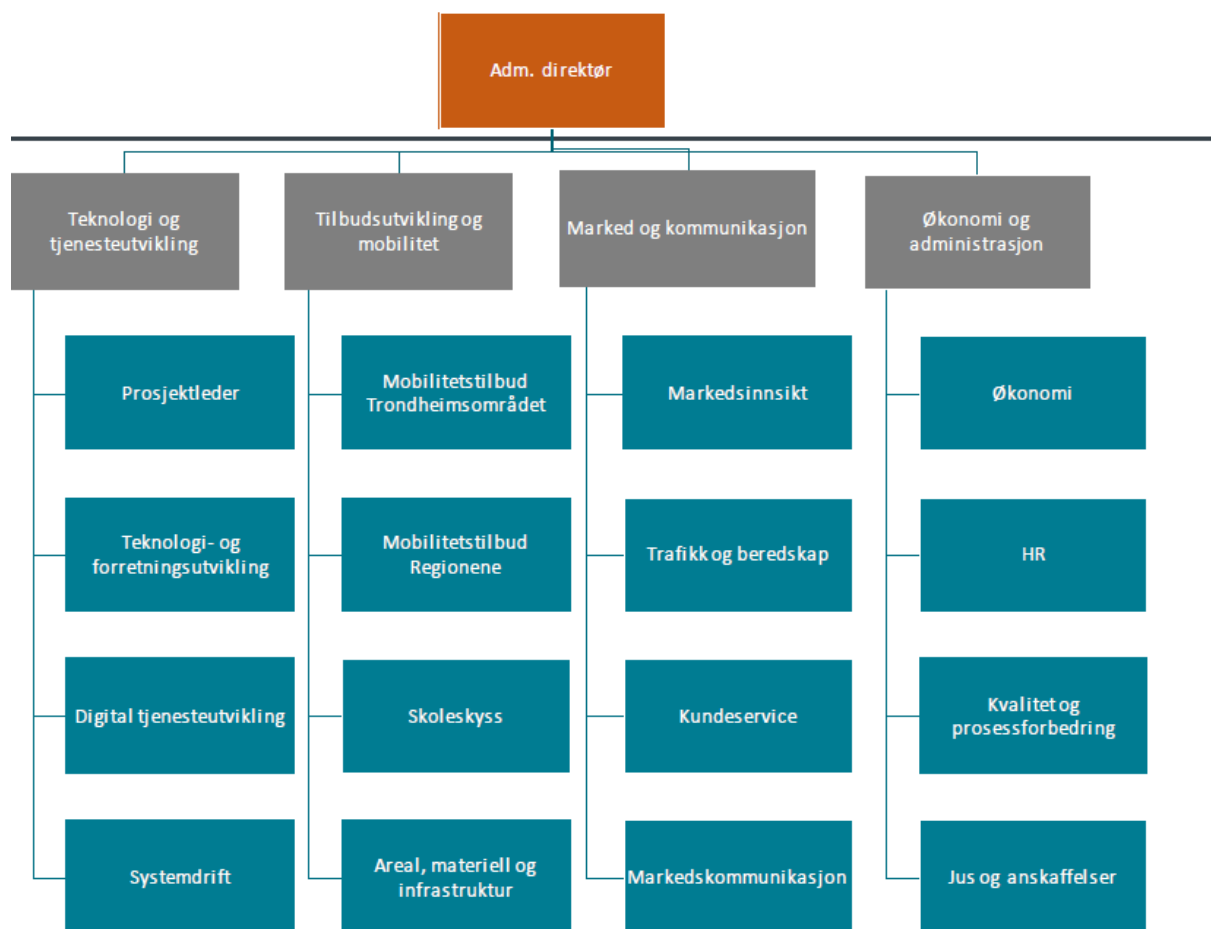 Adm. direktør
Teknologi og
tjenesteutvikling
Tilbudsutvikling og
mobilitet
Marked og kommunikasjon
Økonomi og
administrasjon
Prosjektleder
Mobilitetstilbud
Trondheimsområdet
Markedsinnsikt
Økonomi
Teknologi- og
forretningsutvikling
Mobilitetstilbud
Regionene
Trafikk og beredskap
HR
Digital tjenesteutvikling
Skoleskyss
Kundeservice
Kvalitet og
prosessforbedring
Systemdrift
Areal, materiell og
infrastruktur
Markedskommunikasjon
Jus og anskaffelser